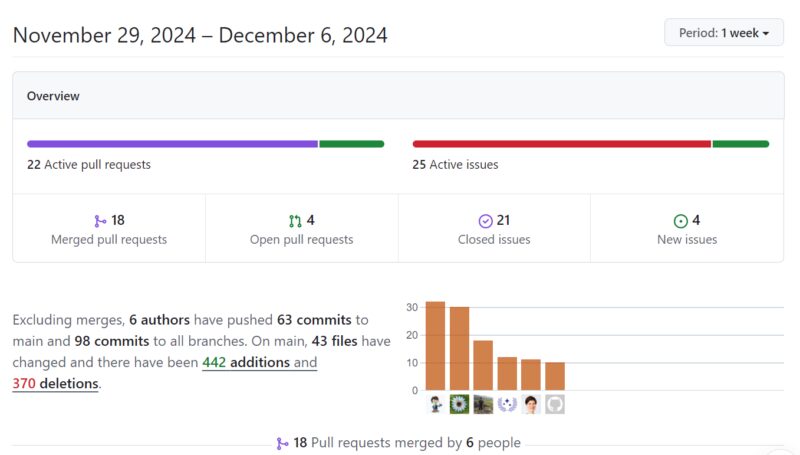 November 29, 2024 – December 6, 2024
Period: 1 week
Overview
22 Active pull requests
25 Active issues
18
Merged pull requests
4
Open pull requests
21
Closed issues
4
New issues
Excluding merges, 6 authors have pushed 63 commits to
main and 98 commits to all branches. On main, 43 files have
changed and there have been 442 additions and
370 deletions.
30
20
10
0
18 Pull requests merged by 6 people